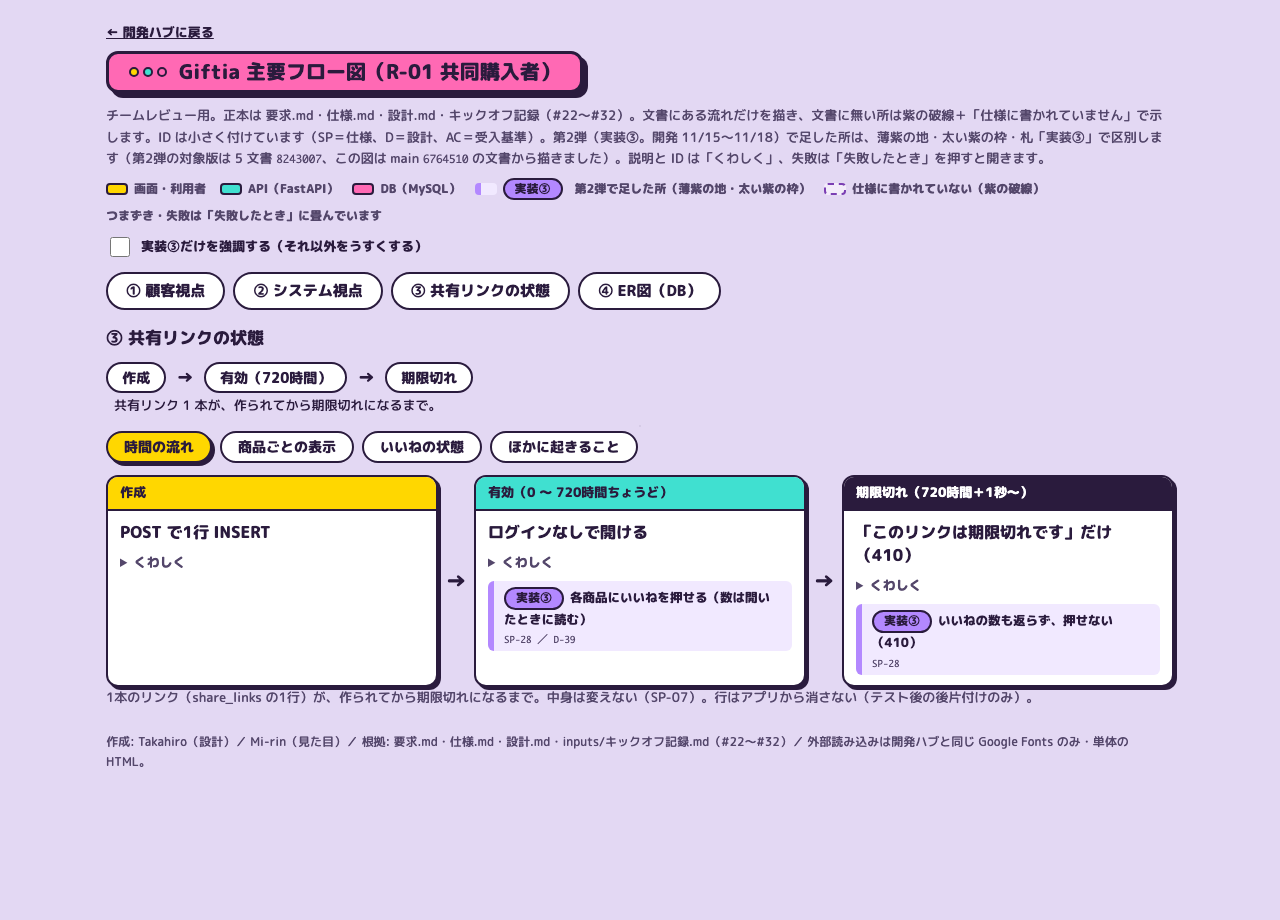 ← 開発ハブに戻る
Giftia 主要フロー図（R-01 共同購入者）
チームレビュー用。正本は 要求.md・仕様.md・設計.md・キックオフ記録（#22〜#32）。文書にある流れだけを描き、文書に無い所は紫の破線＋「仕様に書かれていません」で示
します。ID は小さく付けています（SP＝仕様、D＝設計、AC＝受入基準）。第2弾（実装③。開発 11/15〜11/18）で足した所は、薄紫の地・太い紫の枠・札「実装③」で区別しま
す（第2弾の対象版は 5 文書 8243007、この図は main 6764510 の文書から描きました）。説明と ID は「くわしく」、失敗は「失敗したとき」を押すと開きます。
画面・利用者 API（FastAPI） DB（MySQL） 実装③ 第2弾で足した所（薄紫の地・太い紫の枠） 仕様に書かれていない（紫の破線）
つまずき・失敗は「失敗したとき」に畳んでいます
実装③だけを強調する（それ以外をうすくする）
① 顧客視点 ② システム視点 ③ 共有リンクの状態 ④ ER図（DB）
③ 共有リンクの状態
作成 → 有効（720時間） → 期限切れ
共有リンク 1 本が、作られてから期限切れになるまで。
時間の流れ 商品ごとの表示 いいねの状態 ほかに起きること
作成
POST で1行 INSERT
▶ くわしく
→
有効（0 〜 720時間ちょうど）
ログインなしで開ける
▶ くわしく
実装③ 各商品にいいねを押せる（数は開い
たときに読む）
SP-28 ／ D-39
→
期限切れ（720時間＋1秒〜）
「このリンクは期限切れです」だけ
（410）
▶ くわしく
実装③ いいねの数も返らず、押せない
（410）
SP-28
1本のリンク（share_links の1行）が、作られてから期限切れになるまで。中身は変えない（SP-07）。行はアプリから消さない（テスト後の後片付けのみ）。
作成: Takahiro（設計）／ Mi-rin（見た目）／ 根拠: 要求.md・仕様.md・設計.md・inputs/キックオフ記録.md（#22〜#32）／ 外部読み込みは開発ハブと同じ Google Fonts のみ・単体の
HTML。